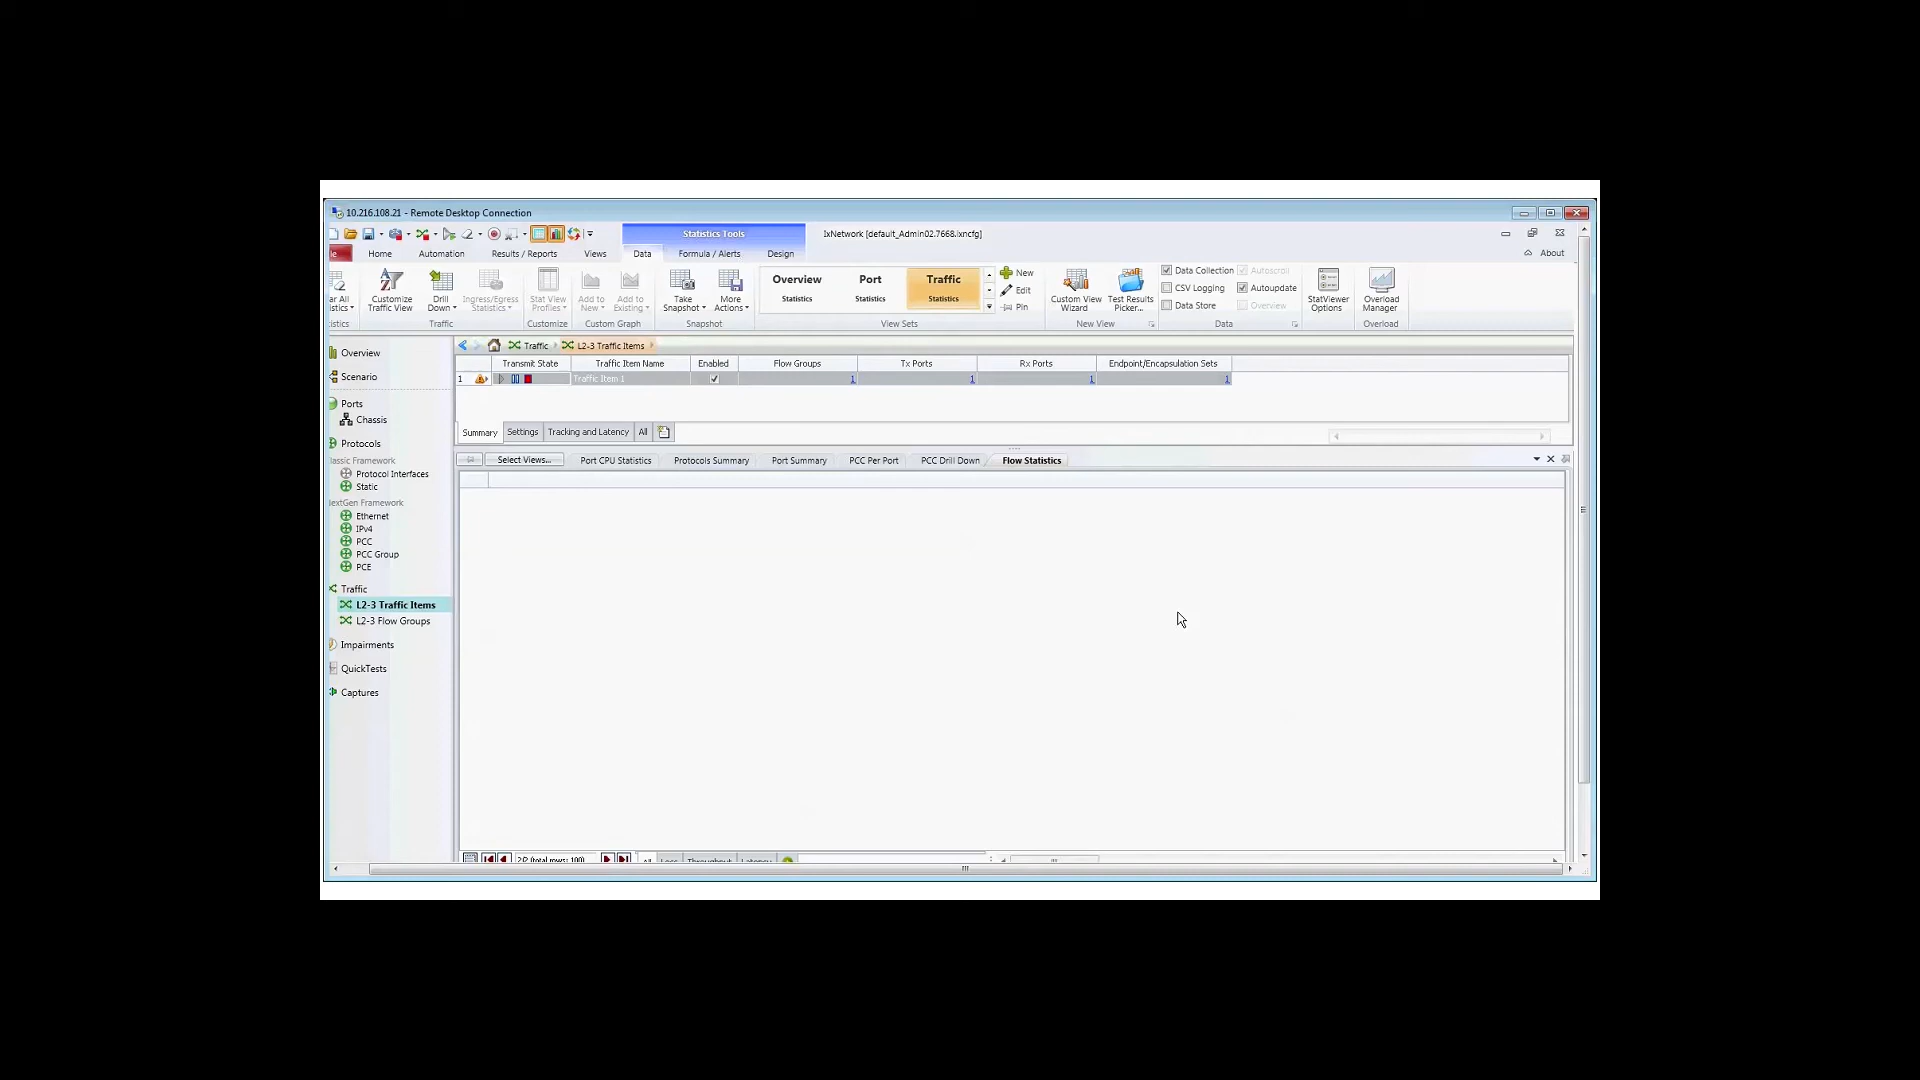 10.216.108.21 - Remote Desktop Connection
Statistics Tools
IxNetwork [default_Admin02.7668.ixncfg]
Home
Automation
Results / Reports
Views
Data
Formula / Alerts
Design
About
Customize Traffic View
Drill Down
Ingress/Egress Statistics
Stat View Profiles
Add to New
Add to Existing
Take Snapshot
More Actions
Overview Statistics
Port Statistics
Traffic Statistics
New
Edit
Pin
Custom View Wizard
Test Results Picker...
Data Collection
Autoscroll
CSV Logging
Autoupdate
Data Store
Overview
StatViewer Options
Overload Manager
Traffic
Customize
Custom Graph
Snapshot
View Sets
New View
Data
Overload
Overview
Scenario
Ports
Chassis
Protocols
Protocol Interfaces
Static
Ethernet
IPv4
PCC
PCC Group
PCE
Traffic
L2-3 Traffic Items
L2-3 Flow Groups
Impairments
QuickTests
Captures
Traffic
L2-3 Traffic Items
Transmit State
Traffic Item Name
Enabled
Flow Groups
Tx Ports
Rx Ports
Endpoint/Encapsulation Sets
1
Traffic Item 1
1
1
1
1
Summary
Settings
Tracking and Latency
All
Select Views...
Port CPU Statistics
Protocols Summary
Port Summary
PCC Per Port
PCC Drill Down
Flow Statistics